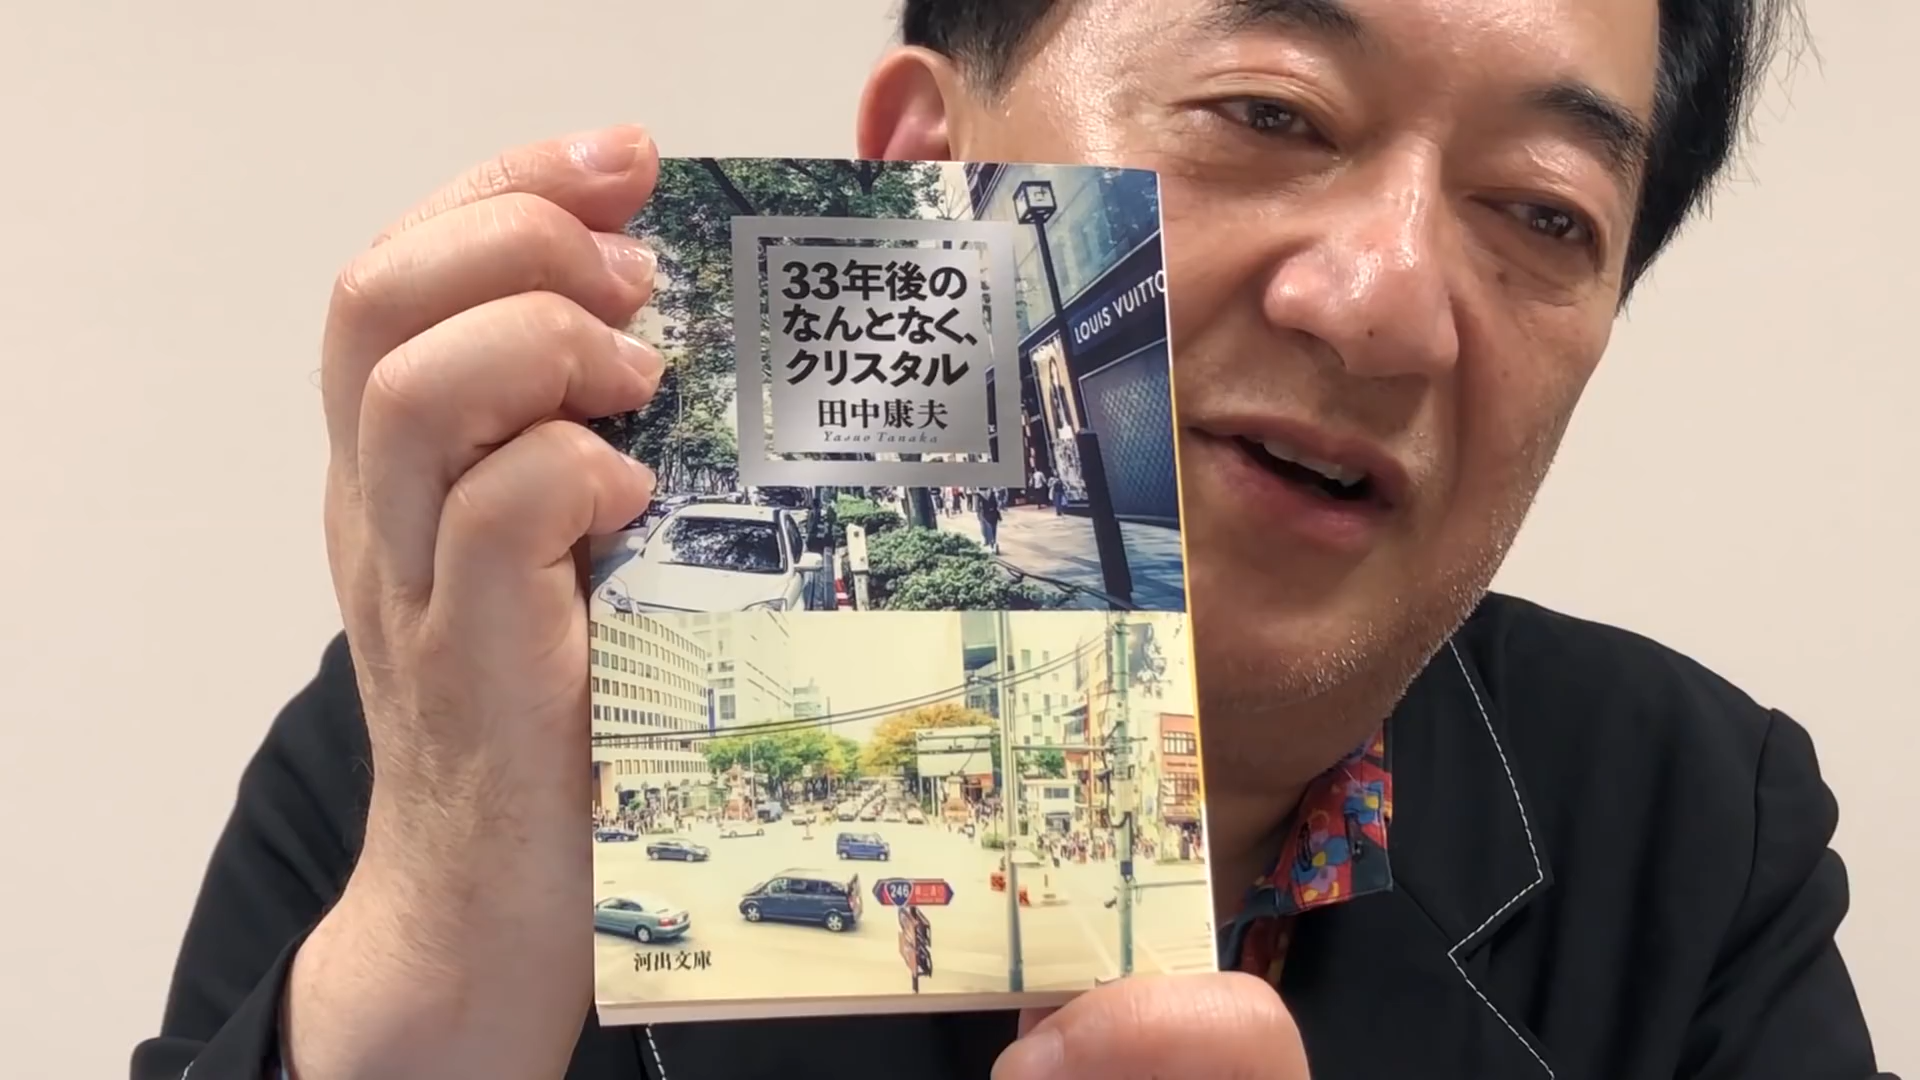 33年後の
なんとなく、
クリスタル
田中康夫
Yasuo Tanaka
LOUIS VUITTO
246
河出文庫